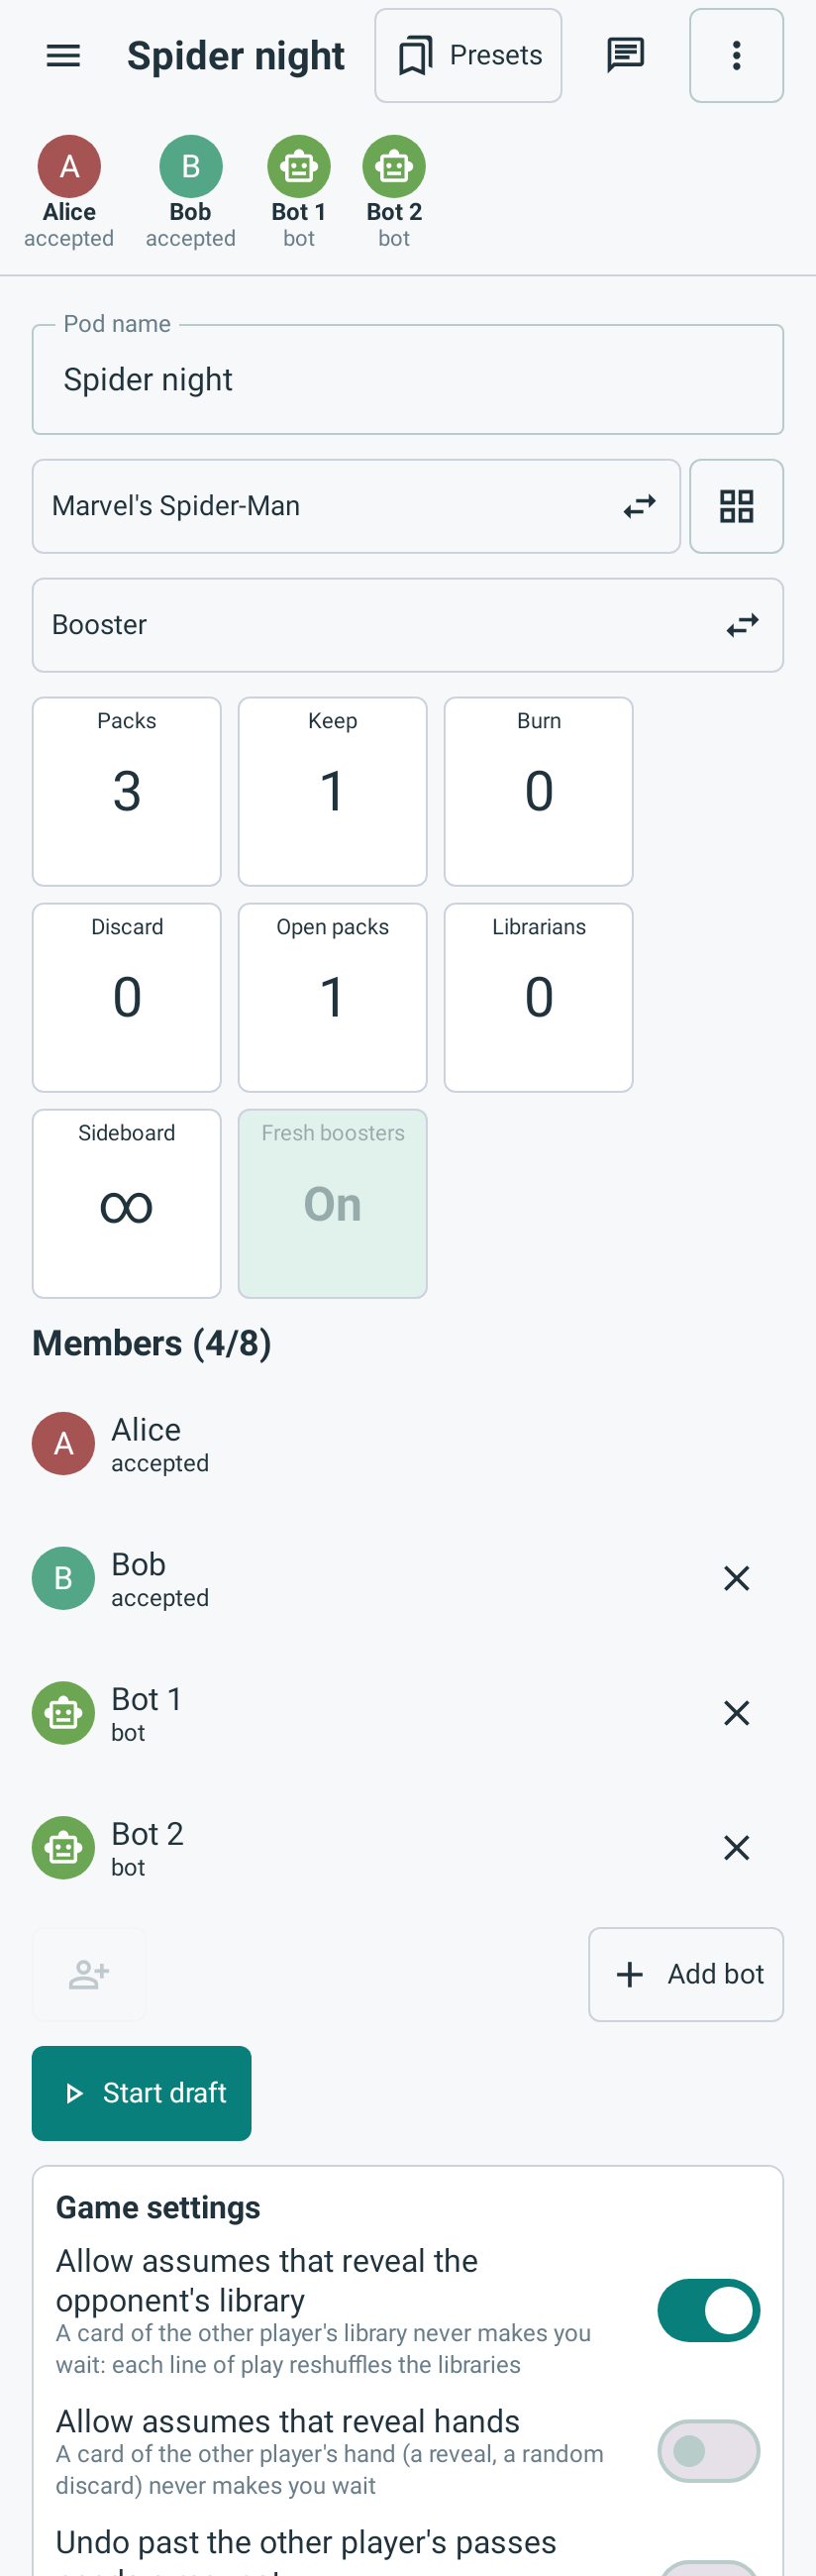 Spider night
Presets
A
B
Alice
Bob
Bot 1
Bot 2
accepted
accepted
bot
bot
Pod name
Spider night
Marvel's Spider-Man
Booster
Packs
Keep
Burn
3
1
0
Discard
Open packs
Librarians
0
1
0
Sideboard
Fresh boosters
∞
On
Members (4/8)
A
Alice
accepted
B
Bob
accepted
Bot 1
bot
Bot 2
bot
Add bot
Start draft
Game settings
Allow assumes that reveal the
opponent's library
A card of the other player's library never makes you
wait: each line of play reshuffles the libraries
Allow assumes that reveal hands
A card of the other player's hand (a reveal, a random
discard) never makes you wait
Undo past the other player's passes